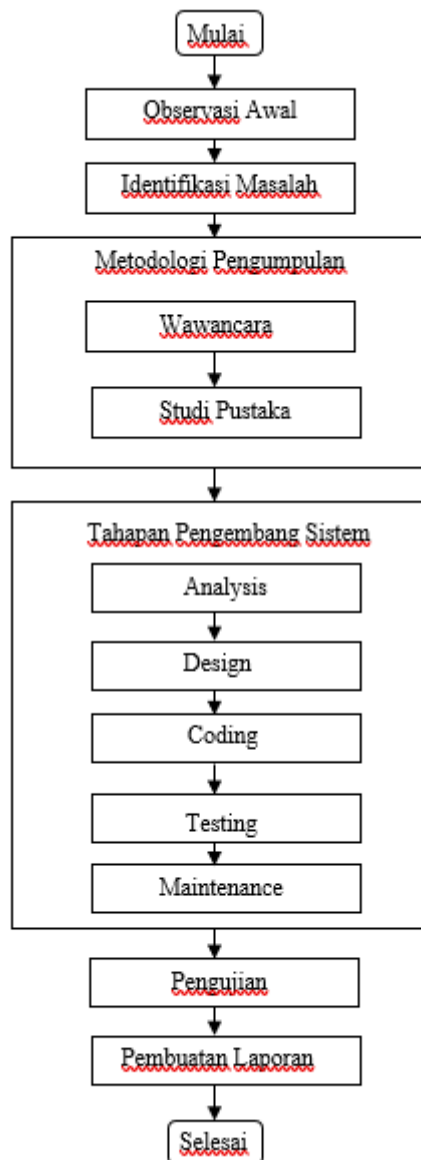 Mulai
Observasi Awal
Identifikasi Masalah
Metodologi Pengumpulan
Wawancara
Studi Pustaka
Tahapan Pengembang Sistem
Analysis
Design
Coding
Testing
Maintenance
Pengujian
Pembuatan Laporan
Selesai